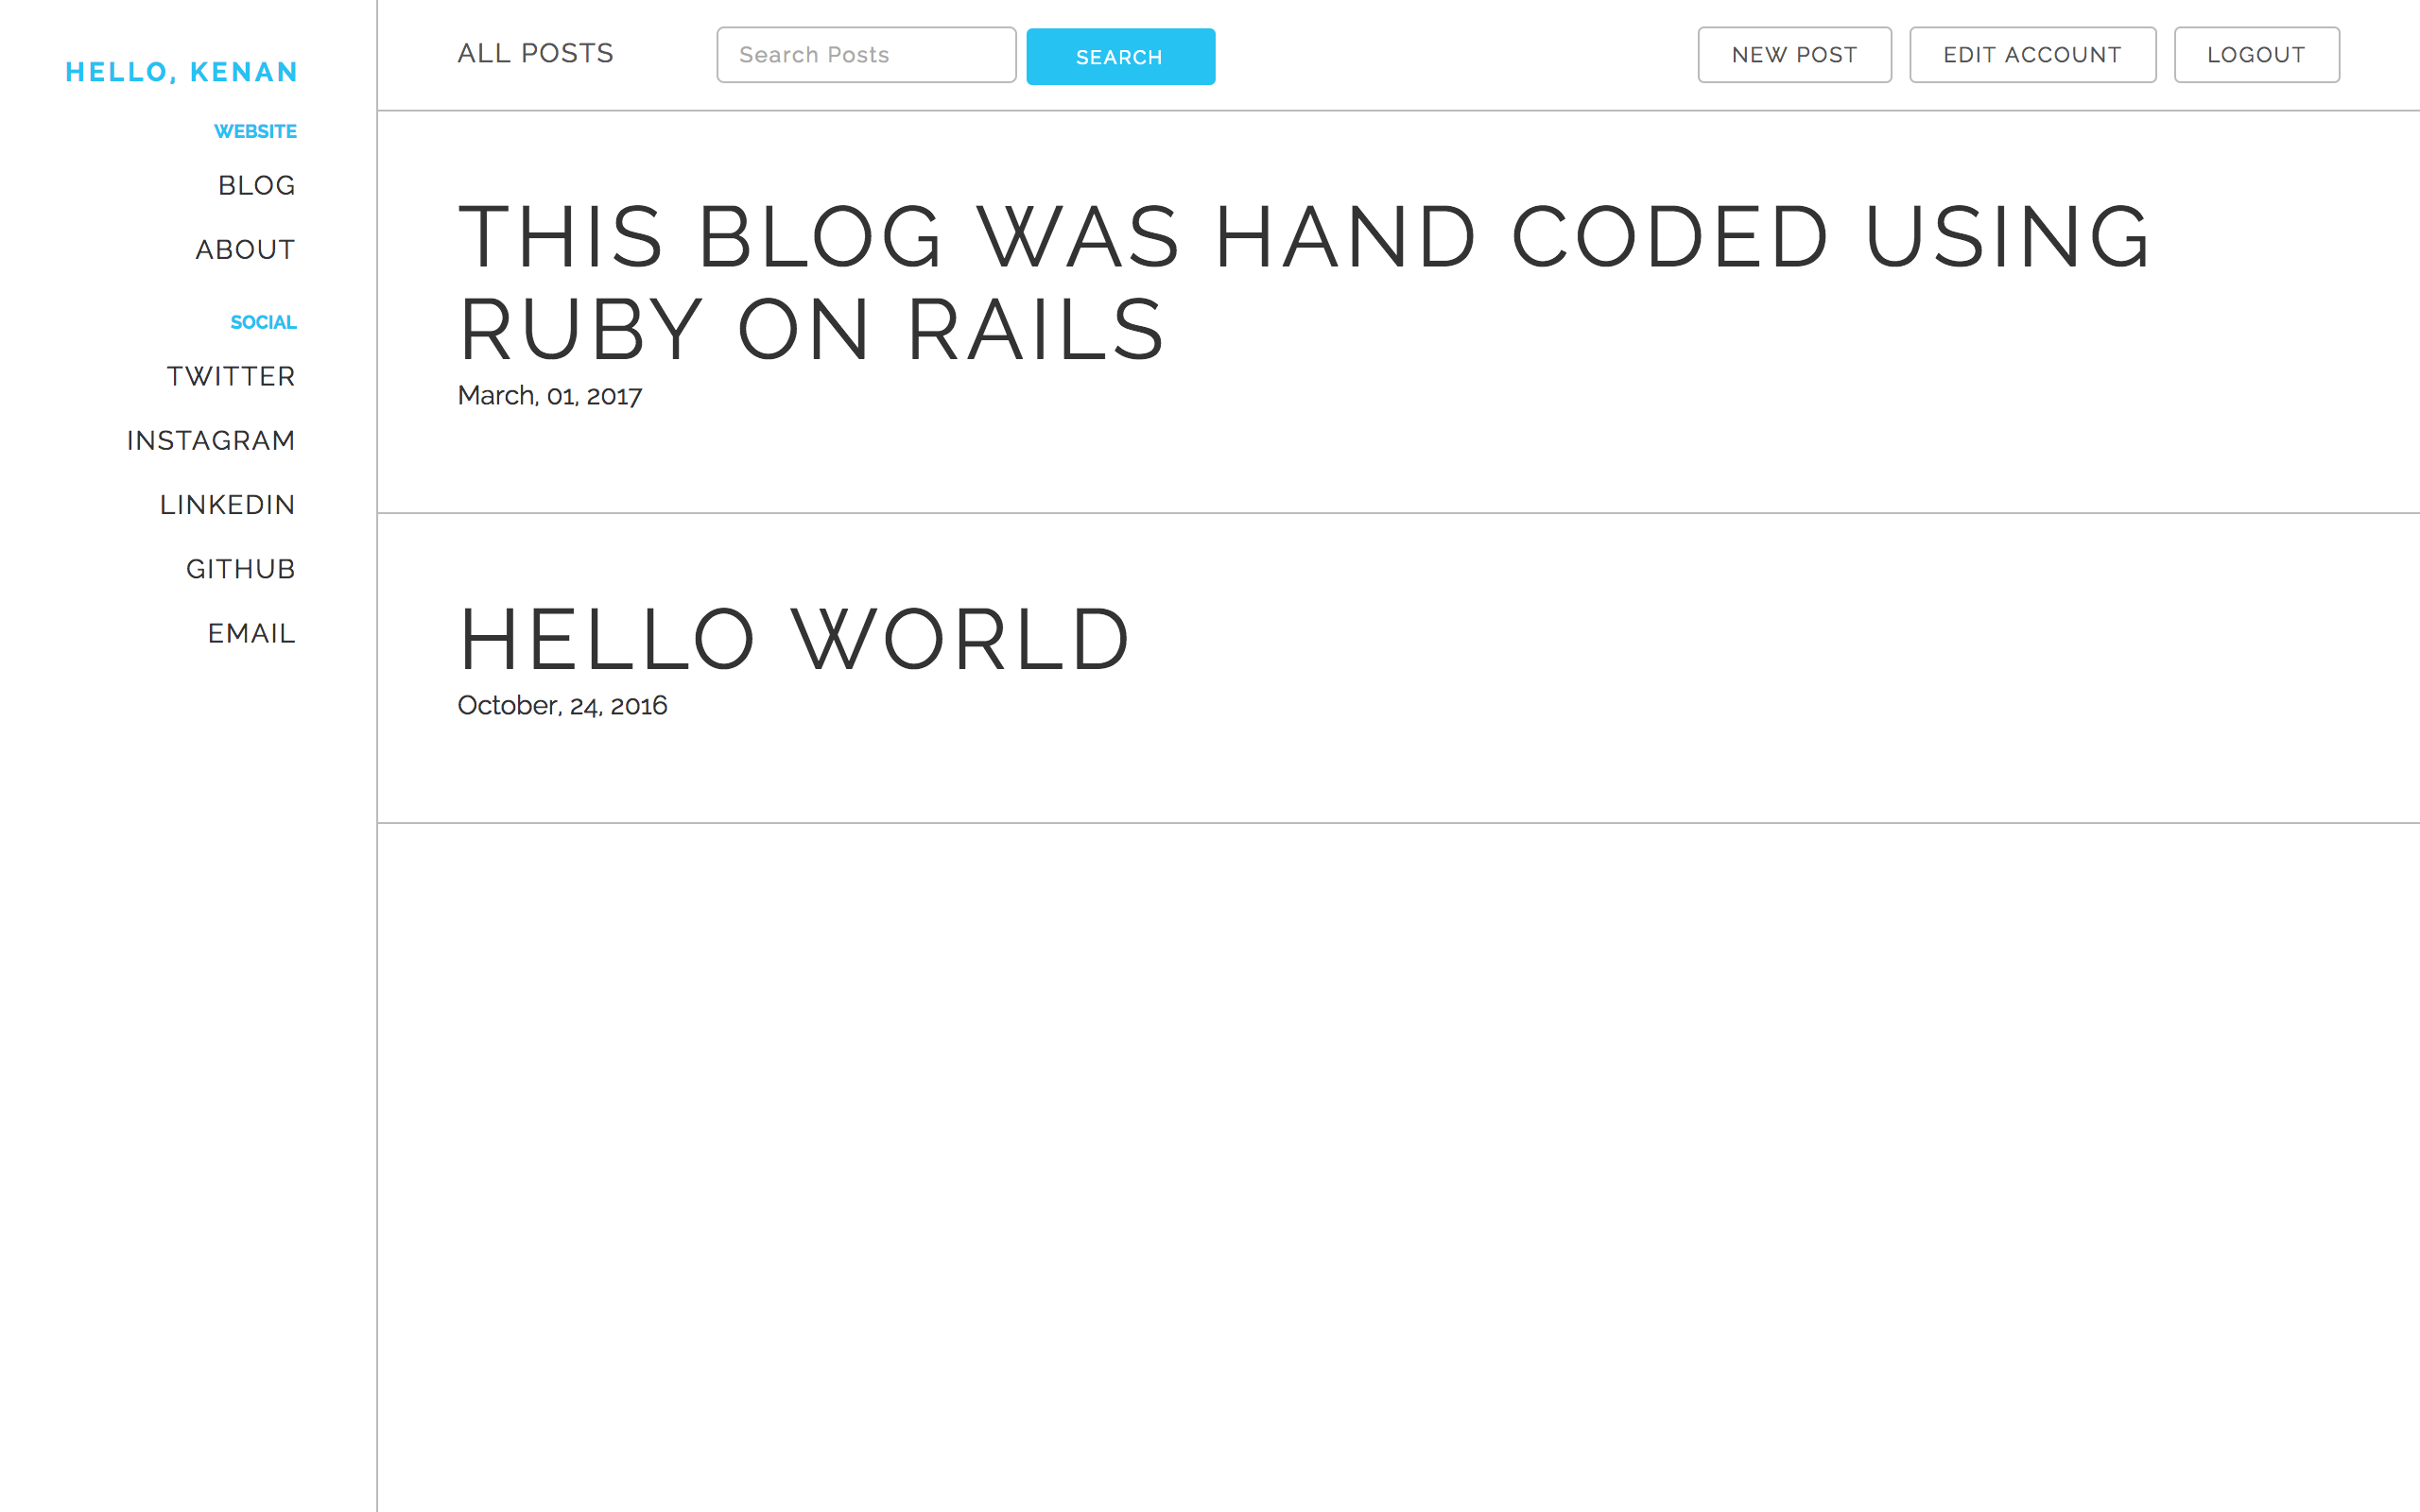 HELLO, KENAN
WEBSITE
BLOG
ABOUT
SOCIAL
TWITTER
INSTAGRAM
LINKEDIN
GITHUB
EMAIL
ALL POSTS
Search Posts
SEARCH
NEW POST
EDIT ACCOUNT
LOGOUT
THIS BLOG WAS HAND CODED USING
RUBY ON RAILS
March, 01, 2017
HELLO WORLD
October, 24, 2016